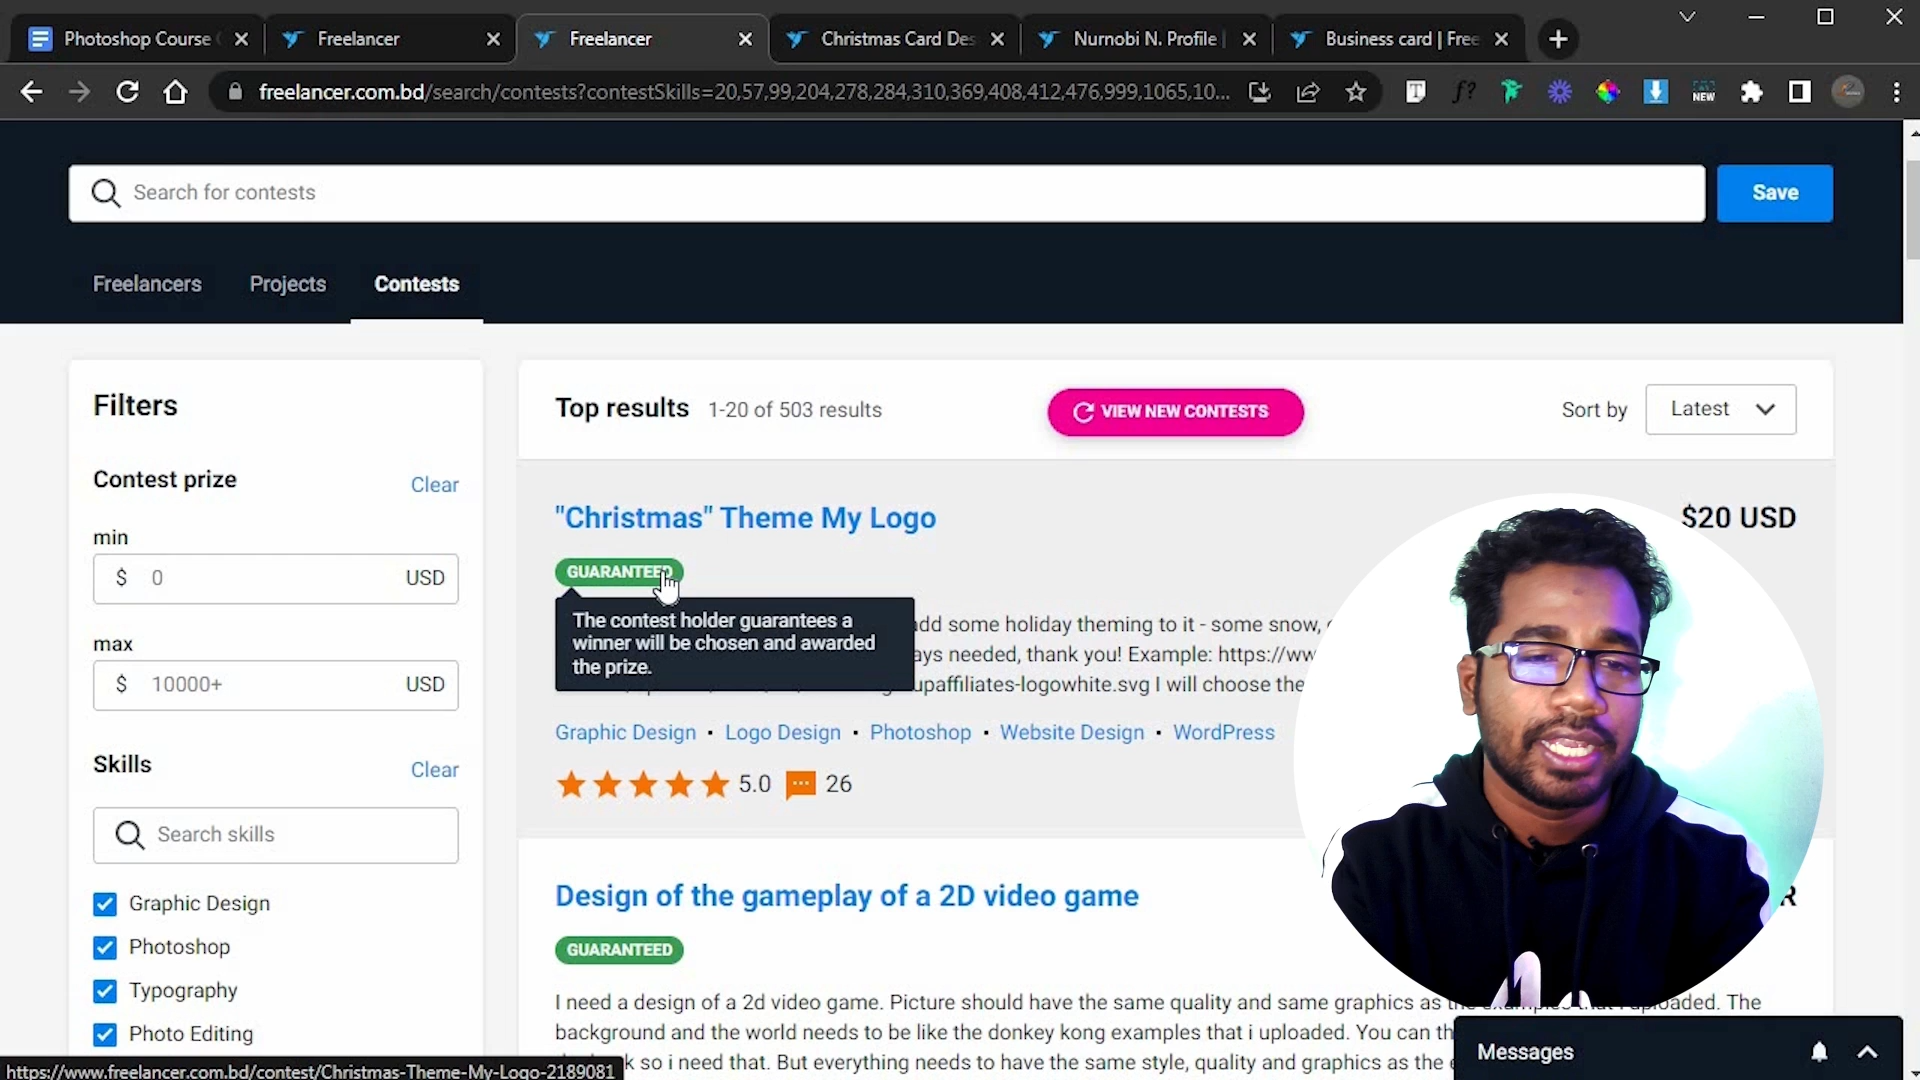 Photoshop Course
Freelancer
Freelancer
Christmas Card Des
Nurnobi N. Profile |
Business card | Free
freelancer.com.bd/search/contests?contestSkills=20,57,99,204,278,284,310,369,408,412,476,999,1065,10...
NEW
Search for contests
Save
Freelancers
Projects
Contests
Filters
Contest prize
Clear
min
$ 0 USD
max
$ 10000+ USD
Skills
Clear
Search skills
Graphic Design
Photoshop
Typography
Photo Editing
Top results 1-20 of 503 results
VIEW NEW CONTESTS
Sort by Latest
"Christmas" Theme My Logo
$20 USD
GUARANTEED
The contest holder guarantees a
winner will be chosen and awarded
the prize.
add some holiday theming to it - some snow,
ays needed, thank you! Example: https://ww
upaffiliates-logowhite.svg I will choose the
Graphic Design • Logo Design • Photoshop • Website Design • WordPress
5.0 26
Design of the gameplay of a 2D video game
GUARANTEED
I need a design of a 2d video game. Picture should have the same quality and same graphics as uploaded. The
background and the world needs to be like the donkey kong examples that i uploaded. You can
k so i need that. But everything needs to have the same style, quality and graphics as the
Messages
https://www.freelancer.com.bd/contest/Christmas-Theme-My-Logo-2189081